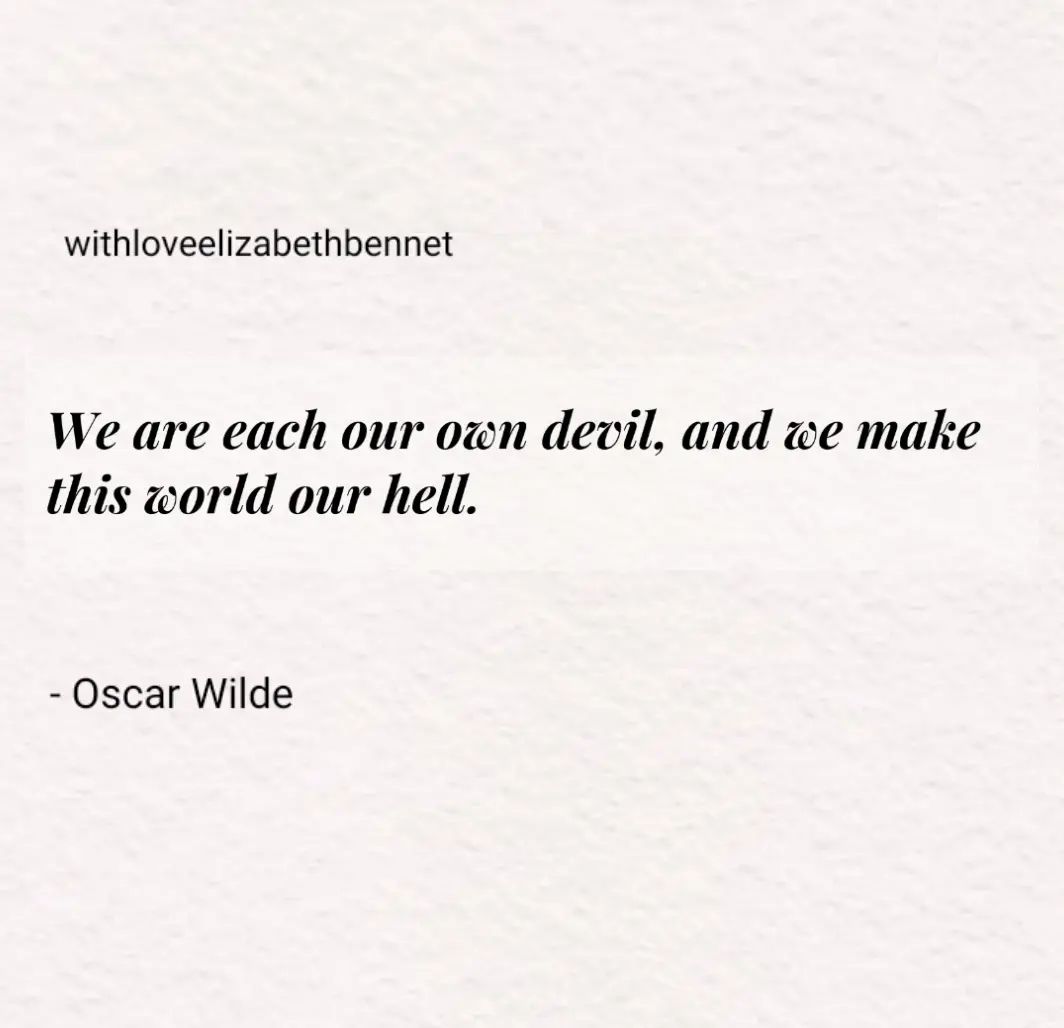 withloveelizabethbennet
We are each our own devil, and we make
this world our hell.
- Oscar Wilde